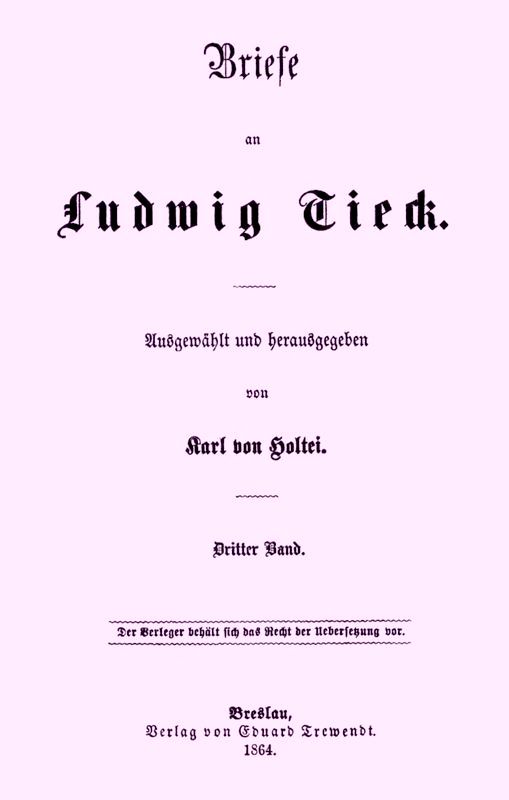 Briefe
an
Ludwig Tieck.
Ausgewählt und herausgegeben
von
Karl von Holtei.
Dritter Band.
Der Verleger behält sich das Recht der Uebersetzung vor.
Breslau,
Verlag von Eduard Trewendt.
1864.